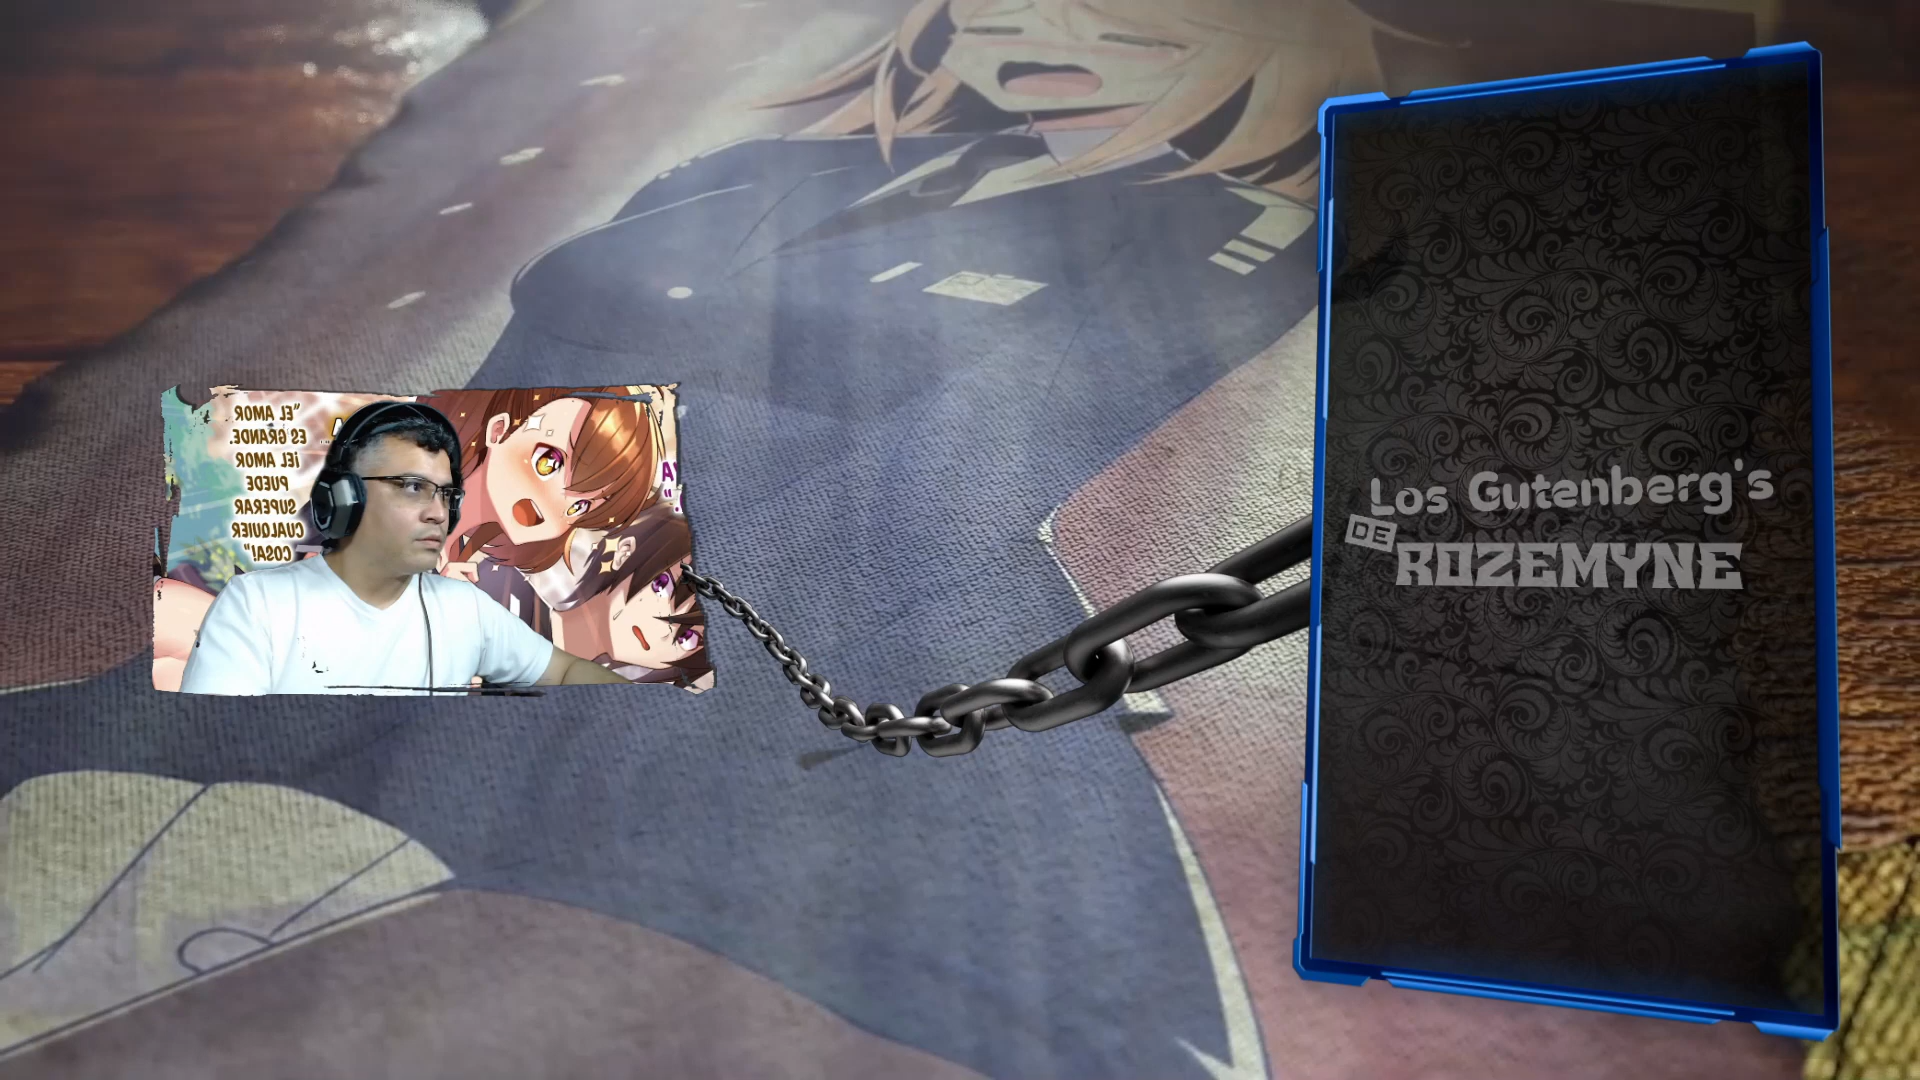 "EL AMOR
ES GRANDE.
¡EL AMOR
PUEDE
SUPERAR
CUALQUIER
COSA!"
Los Gutenberg's
DE
ROZEMYNE